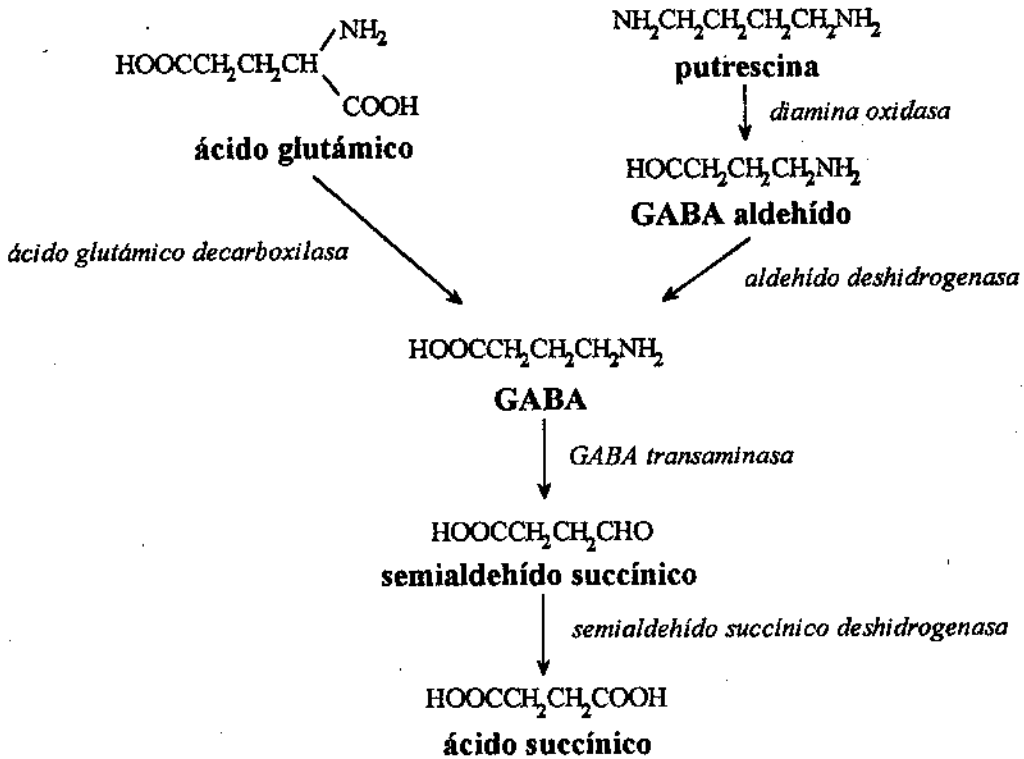 NH₂
HOOCCH₂CH₂CH
COOH
ácido glutámico
NH₂CH₂CH₂CH₂CH₂NH₂
putrescina
diamina oxidasa
HOCCH₂CH₂CH₂NH₂
GABA aldehído
ácido glutámico decarboxilasa
aldehído deshidrogenasa
HOOCCH₂CH₂CH₂NH₂
GABA
GABA transaminasa
HOOCCH₂CH₂CHO
semialdehído succínico
semialdehído succínico deshidrogenasa
HOOCCH₂CH₂COOH
ácido succínico